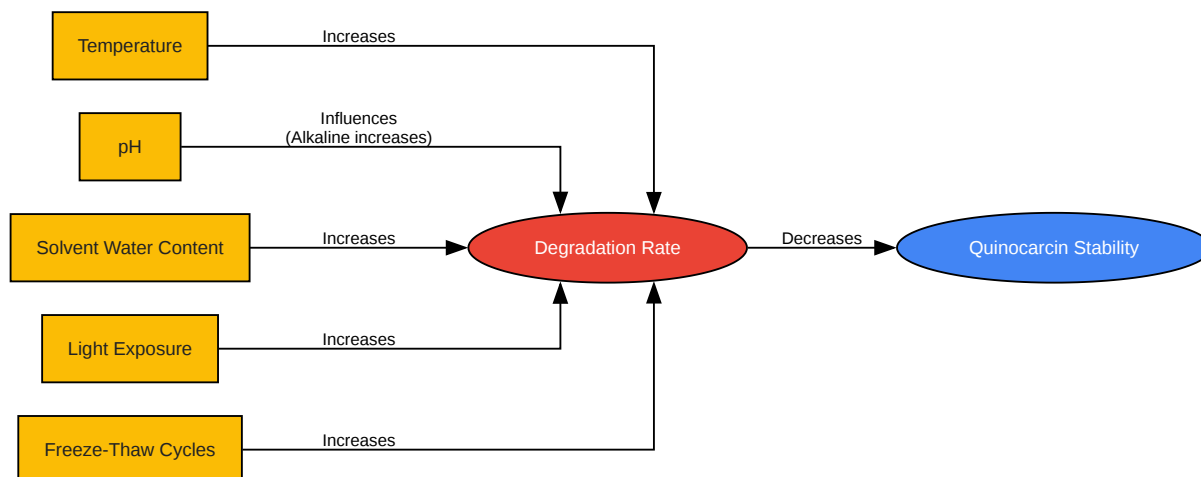 Temperature
Increases
pH
Influences
(Alkaline increases)
Solvent Water Content
Increases
Degradation Rate
Decreases
Quinocarcin Stability
Light Exposure
Increases
Freeze-Thaw Cycles
Increases